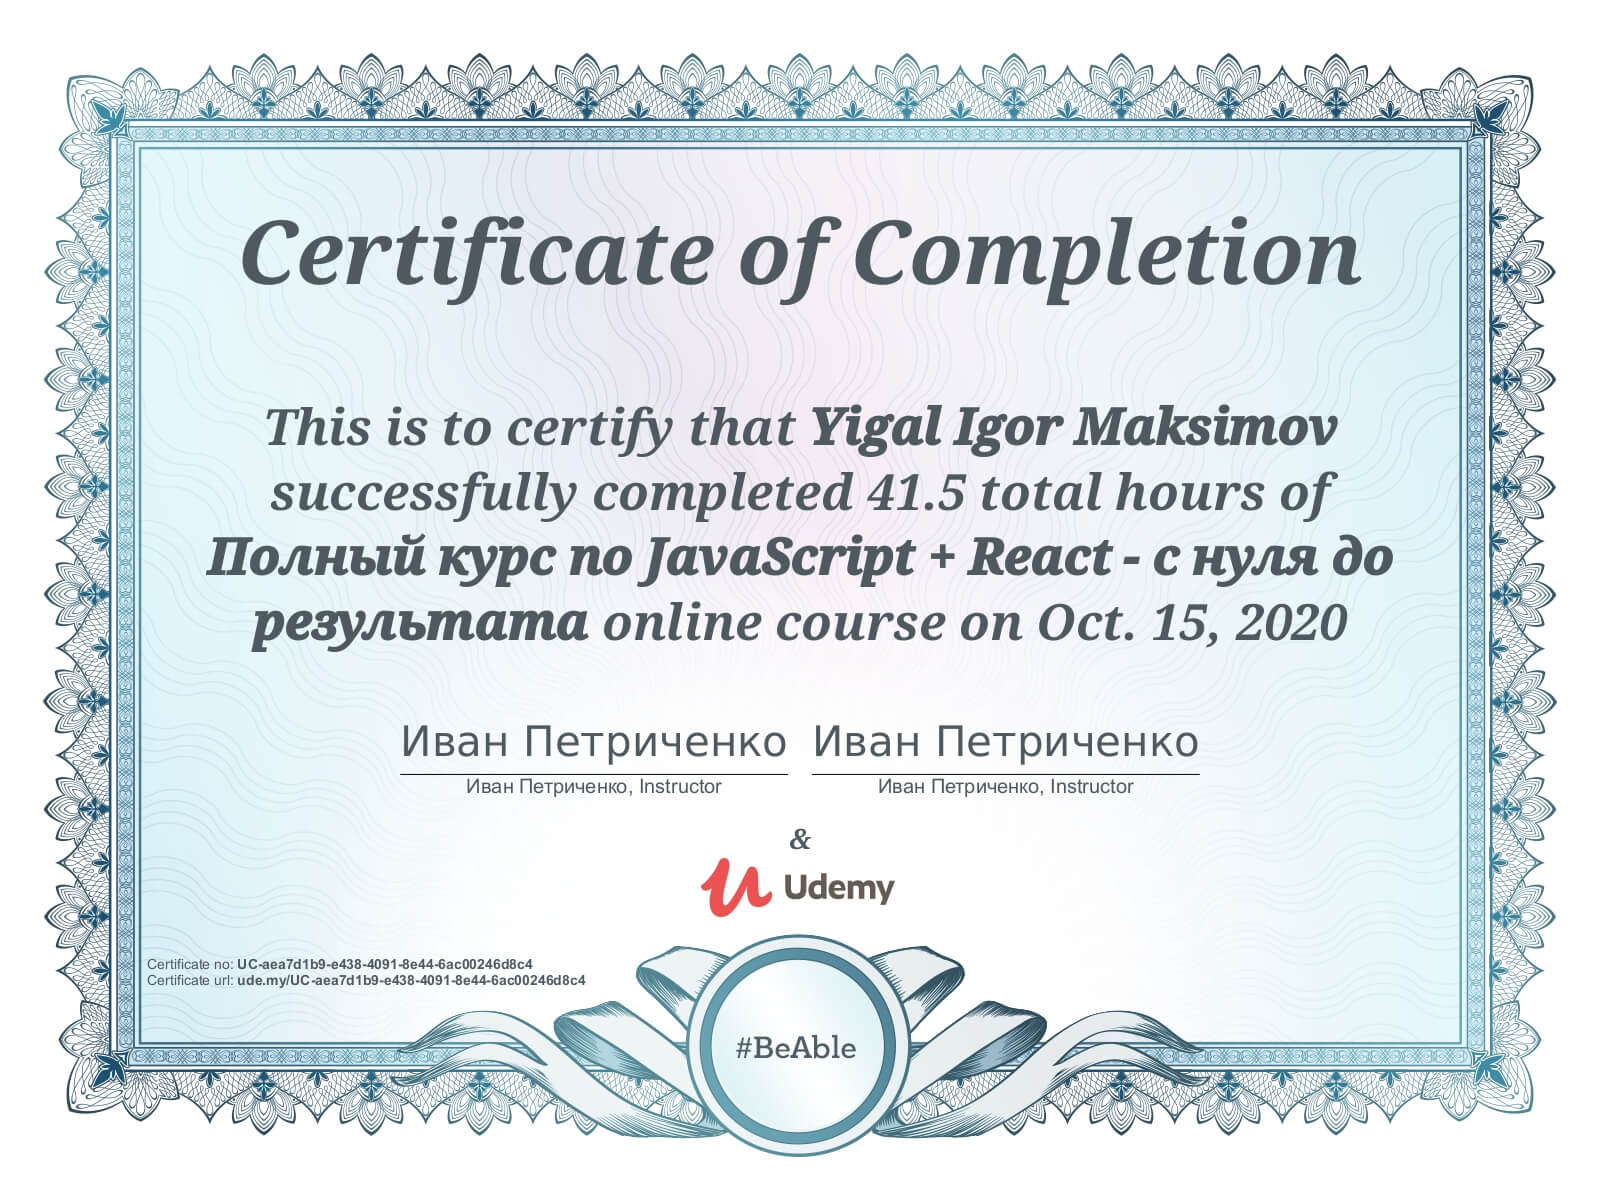 Certificate of Completion
This is to certify that Yigal Igor Maksimov
successfully completed 41.5 total hours of
Полный курс по JavaScript + React - с нуля до
результата online course on Oct. 15, 2020
Иван Петриченко Иван Петриченко
Иван Петриченко, Instructor Иван Петриченко, Instructor
&
Udemy
Certificate no: UC-aea7d1b9-e438-4091-8e44-6ac00246d8c4
Certificate url: ude.my/UC-aea7d1b9-e438-4091-8e44-6ac00246d8c4
#BeAble